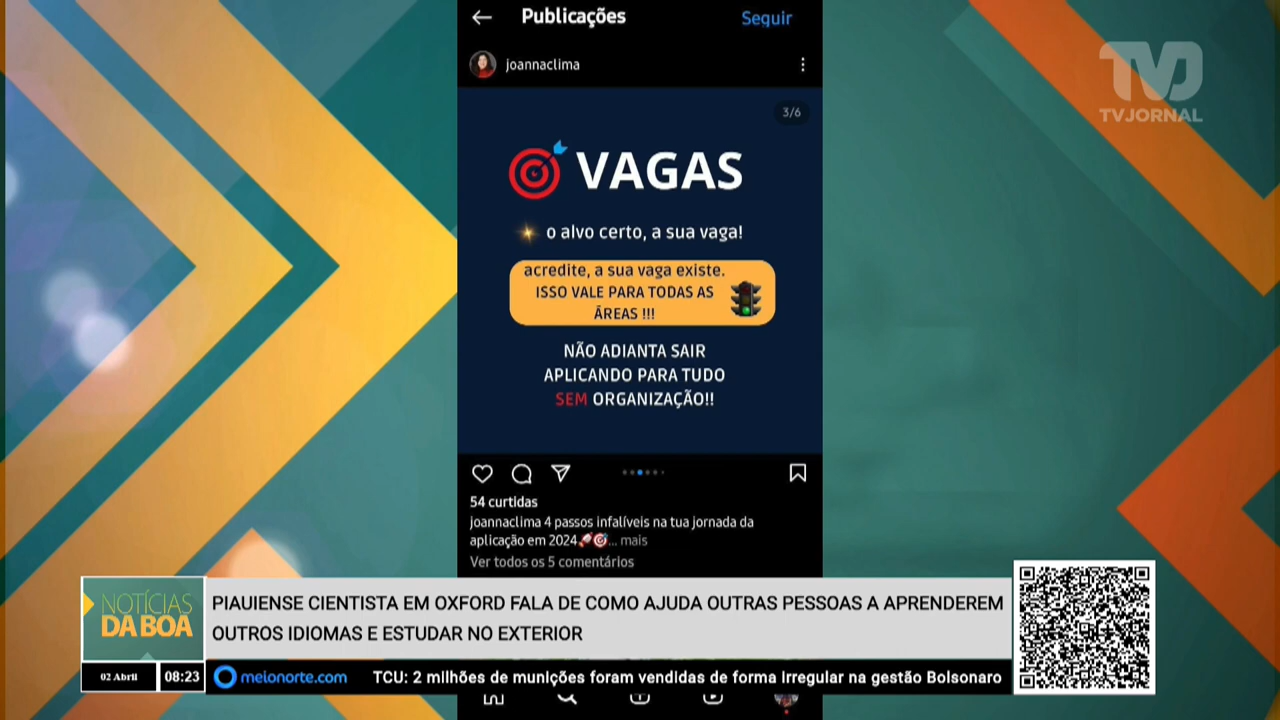 Publicações
Seguir
joannaclima
3/6
VAGAS
o alvo certo, a sua vaga!
acredite, a sua vaga existe.
ISSO VALE PARA TODAS AS
ÁREAS !!!
NÃO ADIANTA SAIR
APLICANDO PARA TUDO
SEM ORGANIZAÇÃO!!
54 curtidas
joannaclima 4 passos infalíveis na tua jornada da
aplicação em 2024🚀🎯... mais
Ver todos os 5 comentários
TVJ
TVJORNAL
NOTÍCIAS
DA BOA
PIAUIENSE CIENTISTA EM OXFORD FALA DE COMO AJUDA OUTRAS PESSOAS A APRENDEREM
OUTROS IDIOMAS E ESTUDAR NO EXTERIOR
02 Abril
08:23
meionorte.com
TCU: 2 milhões de munições foram vendidas de forma irregular na gestão Bolsonaro